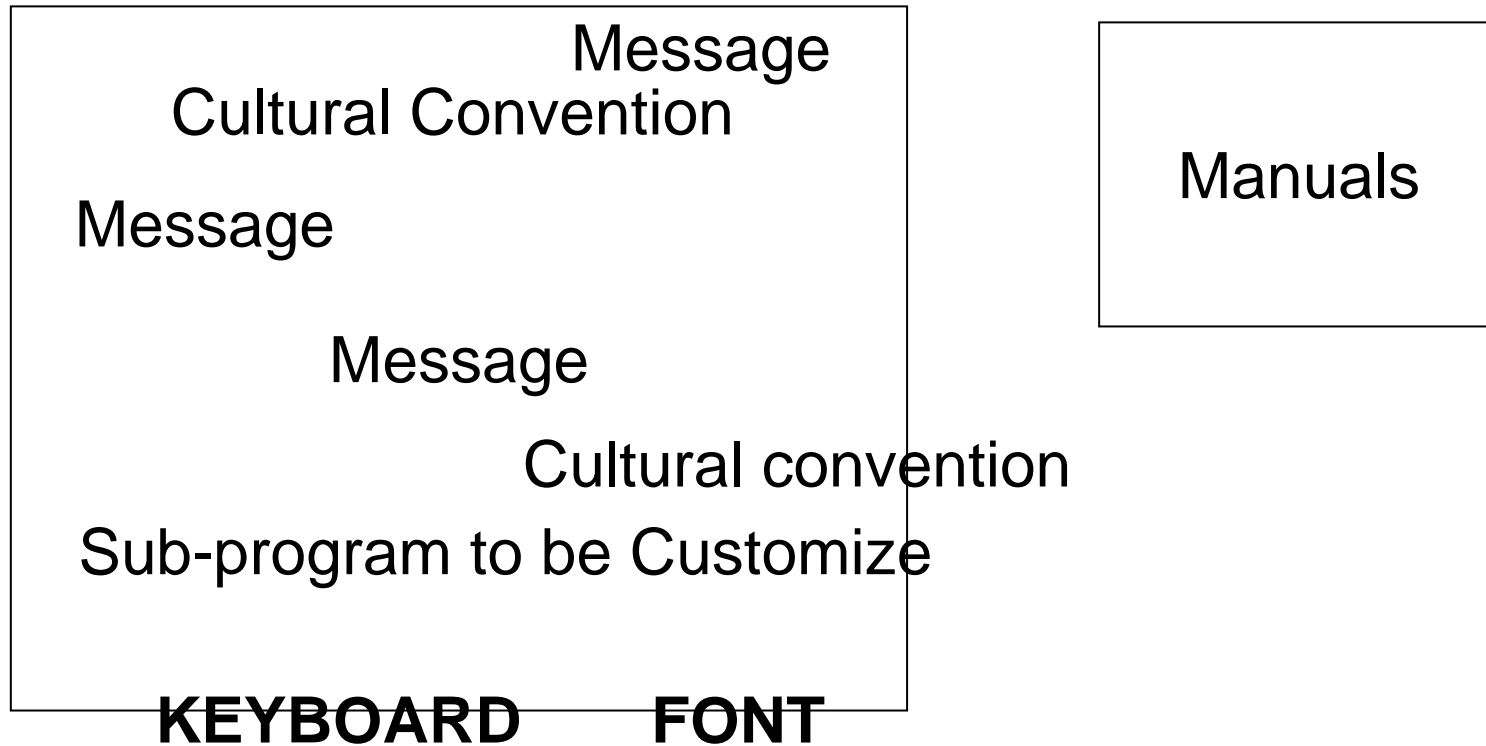 Message
Cultural Convention
Manuals
Message
Message
Cultural convention
Sub-program to be Customize
KEYBOARD FONT